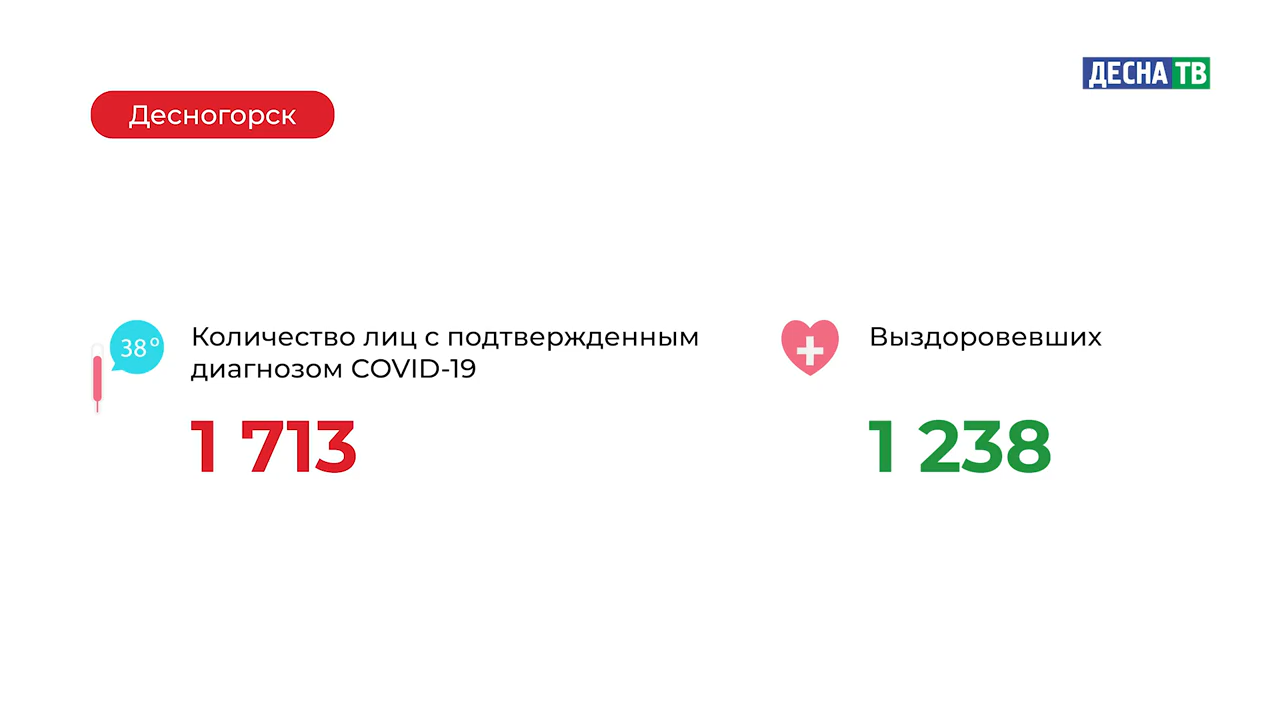 ДЕСНА ТВ
Десногорск
38°
Количество лиц с подтвержденным
диагнозом COVID-19
1 713
Выздоровевших
1 238